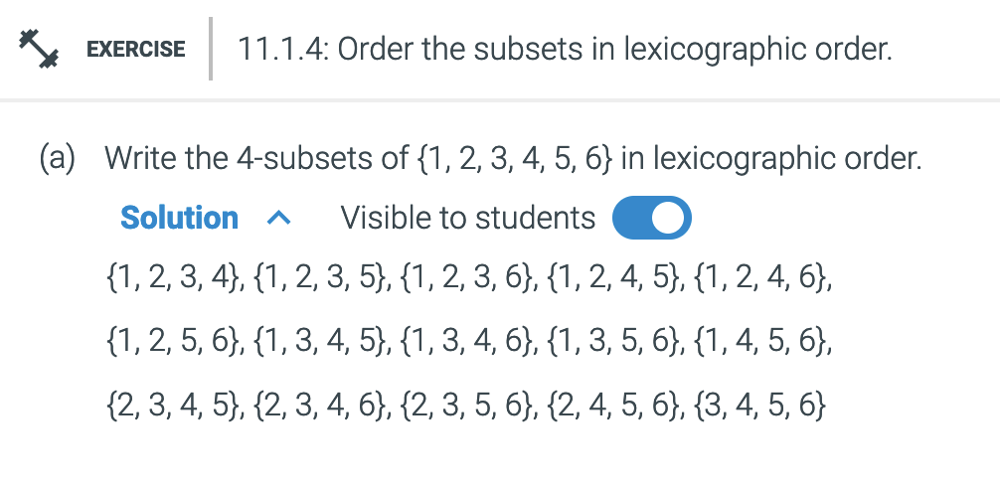 EXERCISE 11.1.4: Order the subsets in lexicographic order.
(a) Write the 4-subsets of {1, 2, 3, 4, 5, 6} in lexicographic order.
Solution Visible to students
{1, 2, 3, 4}, {1, 2, 3, 5}, {1, 2, 3, 6}, {1, 2, 4, 5}, {1, 2, 4, 6},
{1, 2, 5, 6}, {1, 3, 4, 5}, {1, 3, 4, 6}, {1, 3, 5, 6}, {1, 4, 5, 6},
{2, 3, 4, 5}, {2, 3, 4, 6}, {2, 3, 5, 6}, {2, 4, 5, 6}, {3, 4, 5, 6}